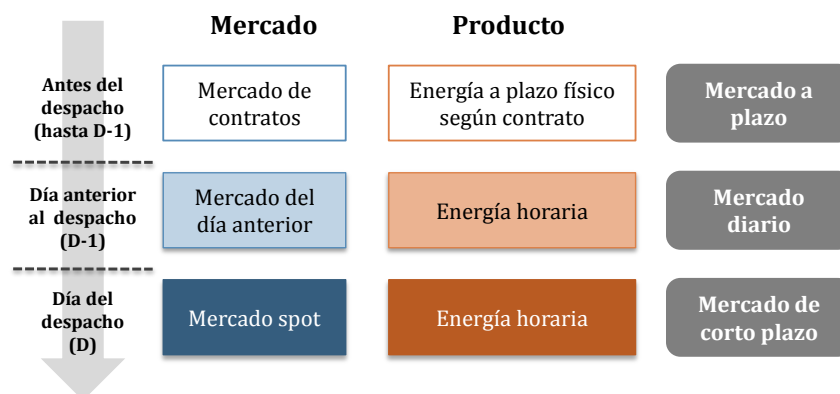 Mercado
Producto
Antes del
despacho
(hasta D-1)
Mercado de
contratos
Energía a plazo físico
según contrato
Mercado a
plazo
Día anterior
al despacho
(D-1)
Mercado del
día anterior
Energía horaria
Mercado
diario
Día del
despacho
(D)
Mercado spot
Energía horaria
Mercado de
corto plazo